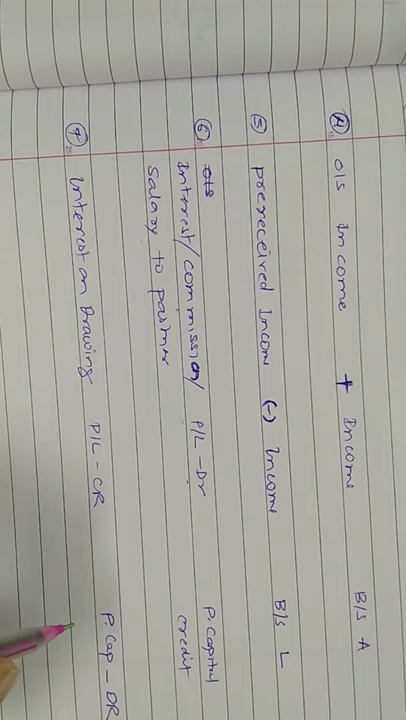 ④ O/S Income + Income B/S A
⑤ prereceived Incom (-) Income B/S L
⑥ Interest/commission/ P/L - Dr P. Capital
Salary to partner credit
⑦ Interest on Drawing P/L - CR P. Cap - DR